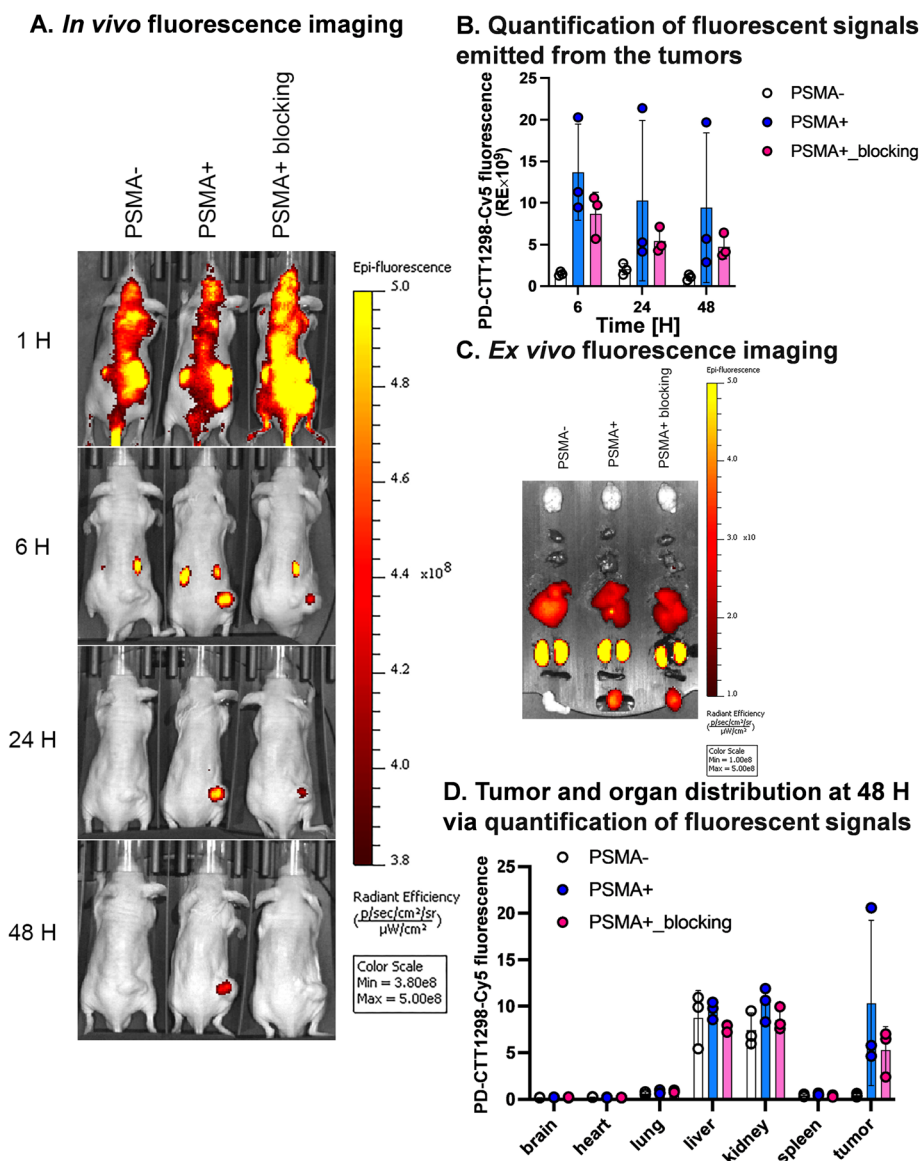 A. In vivo fluorescence imaging
PSMA-
PSMA+
PSMA+ blocking
1 H
6 H
24 H
48 H
Epi-fluorescence
5.0
4.8
4.6
4.4
x10⁸
4.2
4.0
3.8
Radiant Efficiency
(p/sec/cm²/sr
µW/cm²)
Color Scale
Min = 3.80e8
Max = 5.00e8
B. Quantification of fluorescent signals
emitted from the tumors
PD-CTT1298-Cy5 fluorescence
(RE×10⁹)
25
20
15
10
5
0
6
24
48
Time [H]
PSMA-
PSMA+
PSMA+_blocking
C. Ex vivo fluorescence imaging
PSMA-
PSMA+
PSMA+ blocking
Epi-fluorescence
5.0
4.0
3.0
x10
2.0
1.0
Radiant Efficiency
(p/sec/cm²/sr
µW/cm²)
Color Scale
Min = 1.00e8
Max = 5.00e8
D. Tumor and organ distribution at 48 H
via quantification of fluorescent signals
PD-CTT1298-Cy5 fluorescence
25
20
15
10
5
0
PSMA-
PSMA+
PSMA+_blocking
brain
heart
lung
liver
kidney
spleen
tumor